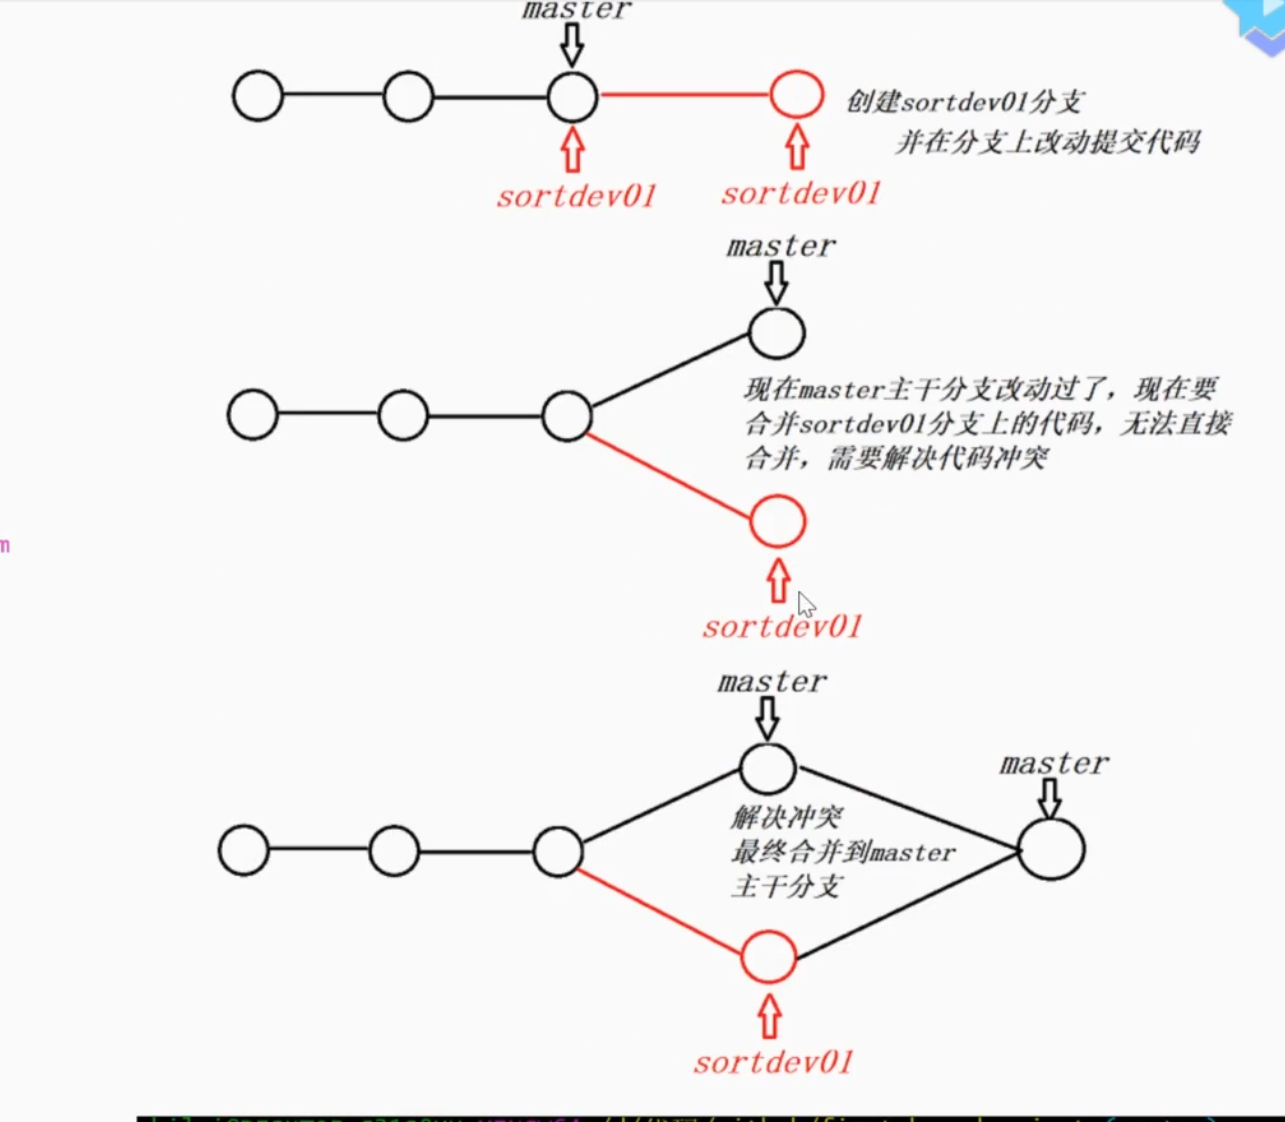 master
创建sortdev01分支
并在分支上改动提交代码
sortdev01
sortdev01
master
现在master主干分支改动过了，现在要
合并sortdev01分支上的代码，无法直接
合并，需要解决代码冲突
m
sortdev01
master
master
解决冲突
最终合并到master
主干分支
sortdev01